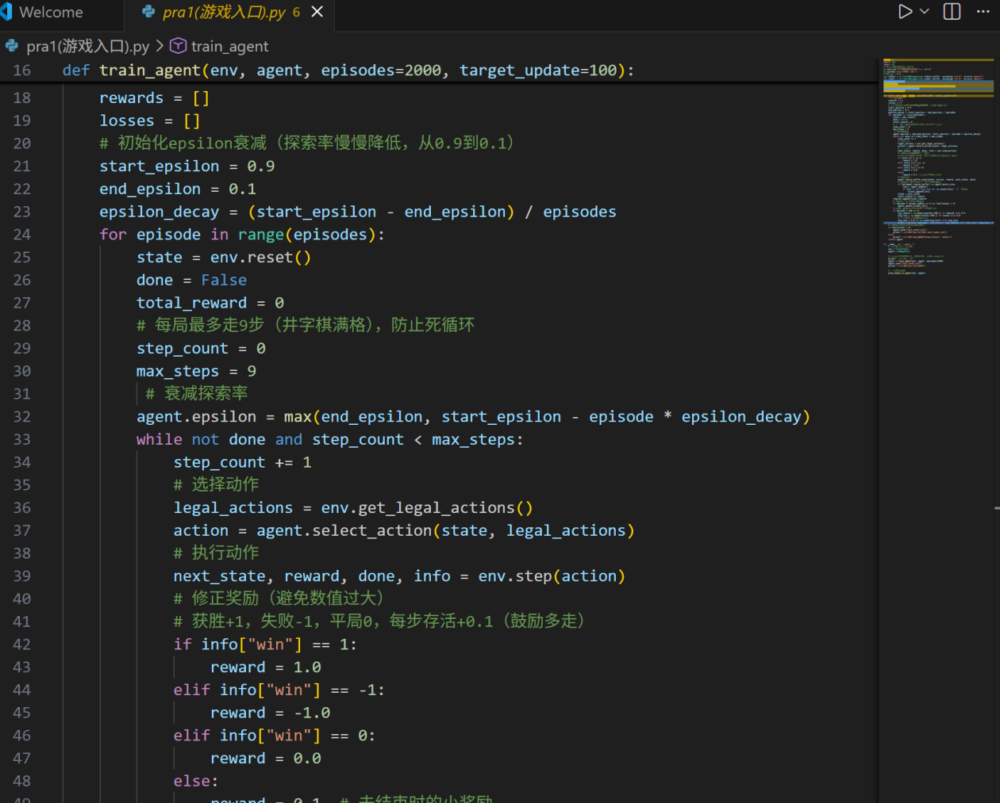 Welcome
pra1(游戏入口).py 6
pra1(游戏入口).py > train_agent
16 def train_agent(env, agent, episodes=2000, target_update=100):
18 rewards = []
19 losses = []
20 # 初始化epsilon衰减（探索率慢慢降低，从0.9到0.1）
21 start_epsilon = 0.9
22 end_epsilon = 0.1
23 epsilon_decay = (start_epsilon - end_epsilon) / episodes
24 for episode in range(episodes):
25 state = env.reset()
26 done = False
27 total_reward = 0
28 # 每局最多走9步（井字棋满格），防止死循环
29 step_count = 0
30 max_steps = 9
31 # 衰减探索率
32 agent.epsilon = max(end_epsilon, start_epsilon - episode * epsilon_decay)
33 while not done and step_count < max_steps:
34 step_count += 1
35 # 选择动作
36 legal_actions = env.get_legal_actions()
37 action = agent.select_action(state, legal_actions)
38 # 执行动作
39 next_state, reward, done, info = env.step(action)
40 # 修正奖励（避免数值过大）
41 # 获胜+1，失败-1，平局0，每步存活+0.1（鼓励多走）
42 if info["win"] == 1:
43 reward = 1.0
44 elif info["win"] == -1:
45 reward = -1.0
46 elif info["win"] == 0:
47 reward = 0.0
48 else:
49 reward = 0.1 # 未结束时的小奖励